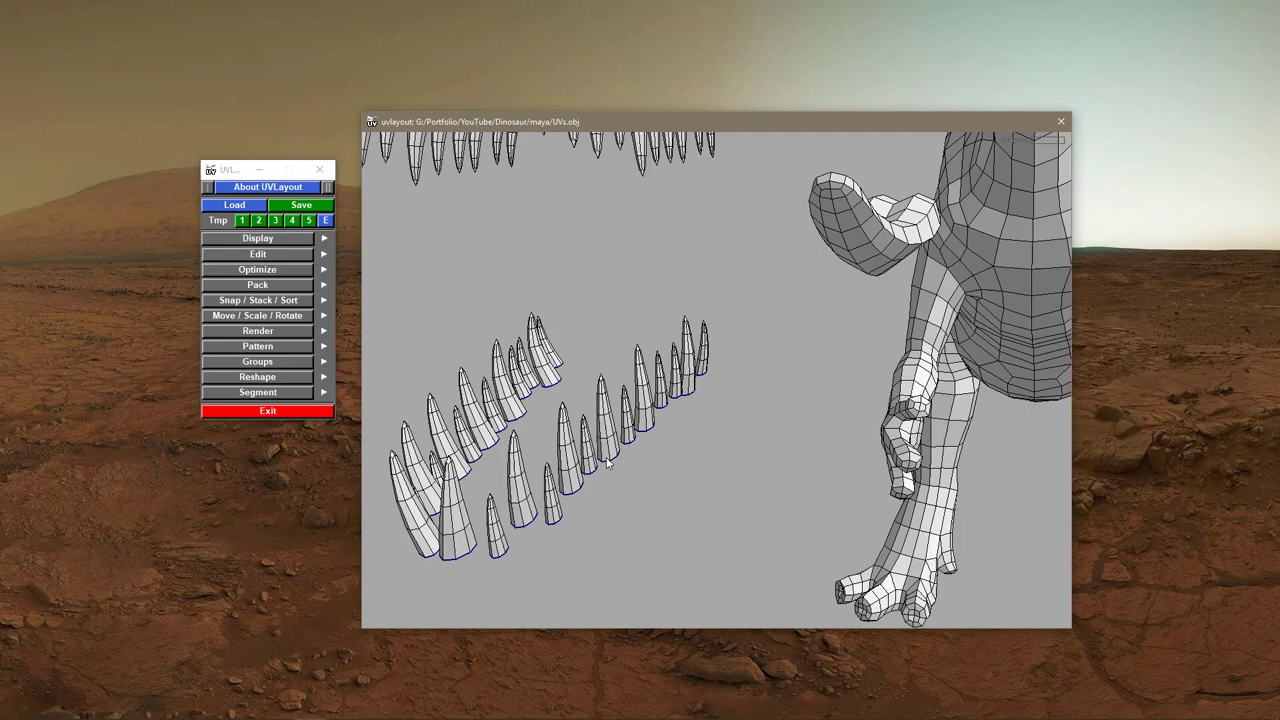 uvlayout: G:/Portfolio/YouTube/Dinosaur/maya/UVs.obj
UVL...
About UVLayout
Load Save
Tmp 1 2 3 4 5 E
Display
Edit
Optimize
Pack
Snap / Stack / Sort
Move / Scale / Rotate
Render
Pattern
Groups
Reshape
Segment
Exit